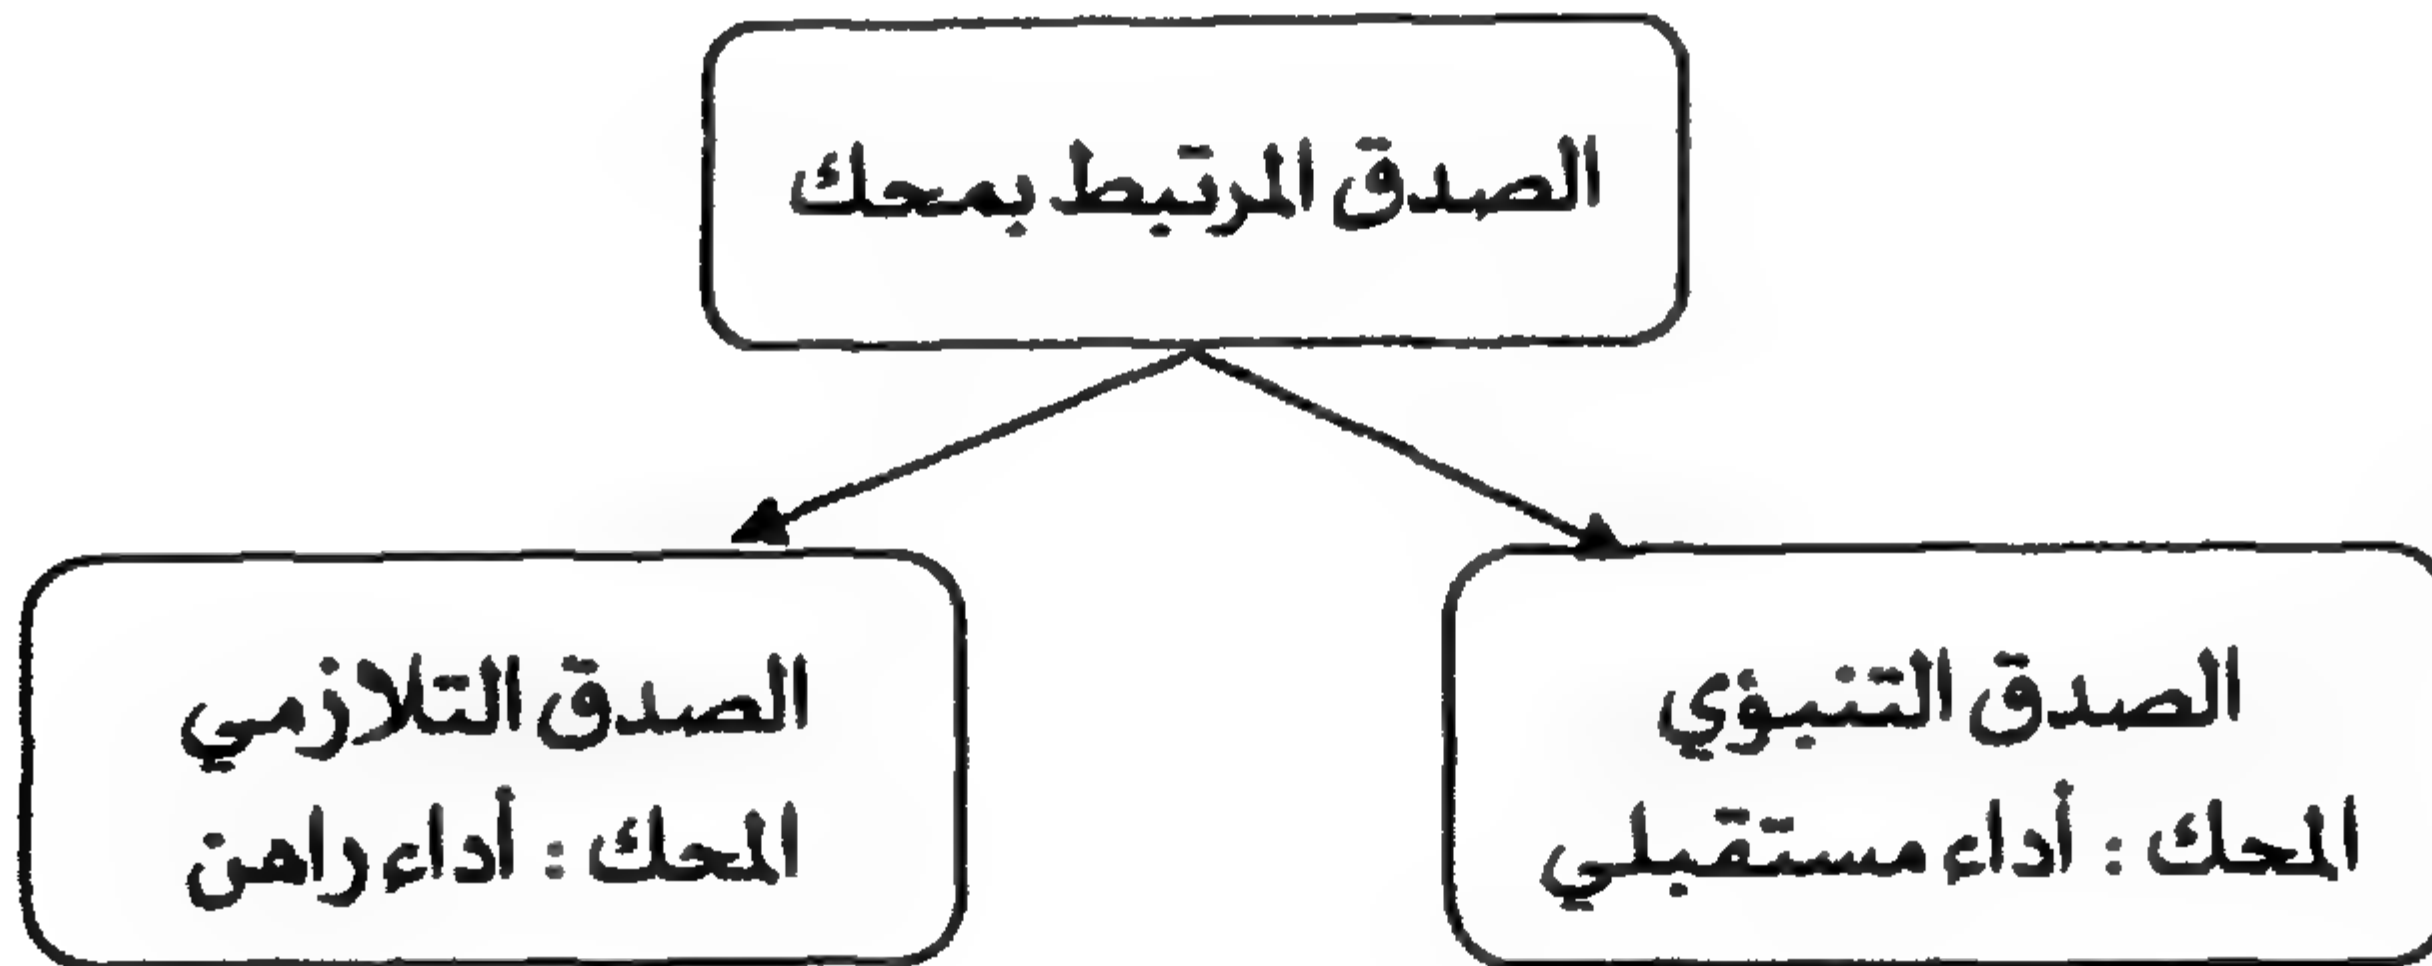 الصدق المرتبط بمحك
الصدق التنبؤي
المحك : أداء مستقبلي
الصدق التلازمي
المحك : أداء راهن